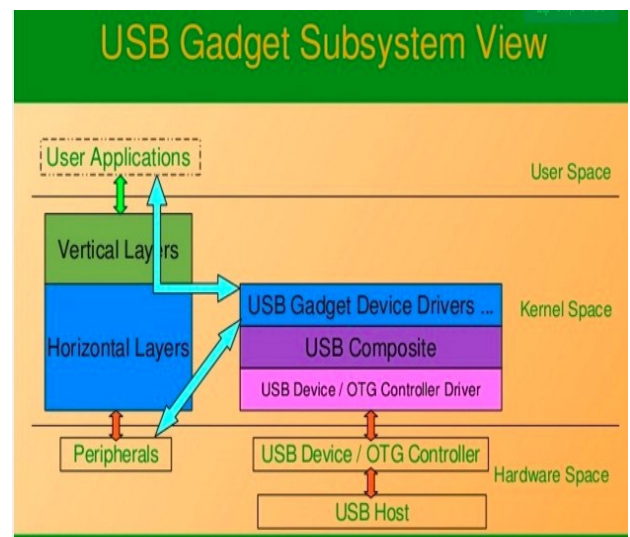 USB Gadget Subsystem View
User Applications
User Space
Vertical Layers
USB Gadget Device Drivers ...
Kernel Space
Horizontal Layers
USB Composite
USB Device / OTG Controller Driver
Peripherals
USB Device / OTG Controller
Hardware Space
USB Host